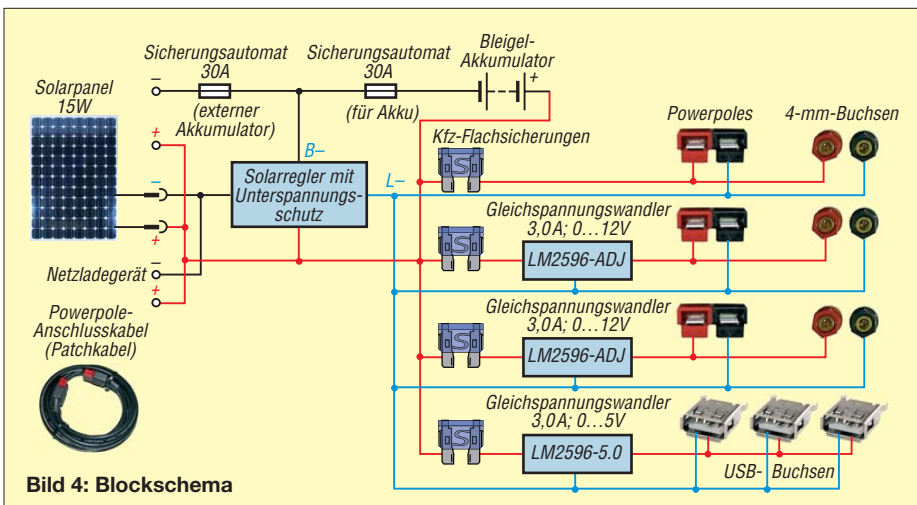 Sicherungsautomat
30A
(externer
Akkumulator)
Sicherungsautomat
30A
(für Akku)
Bleigel-
Akkumulator
–
+
Solarpanel
15W
–
+
–
+
Netzladegerät
–
+
Powerpole-
Anschlusskabel
(Patchkabel)
B–
Solarregler mit
Unterspannungs-
schutz
L–
Kfz-Flachsicherungen
Powerpoles
4-mm-Buchsen
Gleichspannungswandler
3,0A; 0...12V
LM2596-ADJ
Gleichspannungswandler
3,0A; 0...12V
LM2596-ADJ
Gleichspannungswandler
3,0A; 0...5V
LM2596-5.0
USB- Buchsen
Bild 4: Blockschema